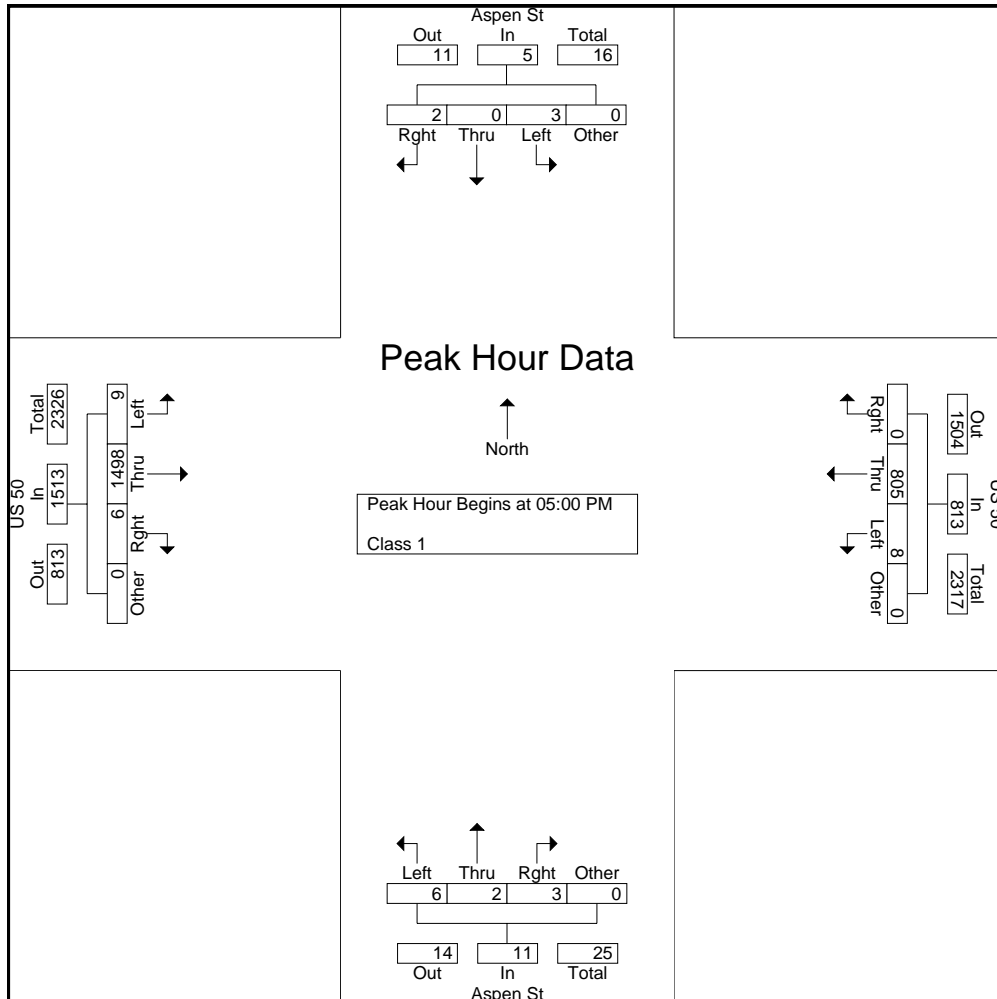 Aspen St
Out In Total
11 5 16
2 0 3 0
Rght Thru Left Other
Peak Hour Data
North
Peak Hour Begins at 05:00 PM
Class 1
US 50
Total In Out
2326 1513 813
9 1498 6 0
Left Thru Rght Other
Out In Total
1504 813 2317
Rght Thru Left Other
0 805 8 0
Left Thru Rght Other
6 2 3 0
14 11 25
Out In Total
Aspen St